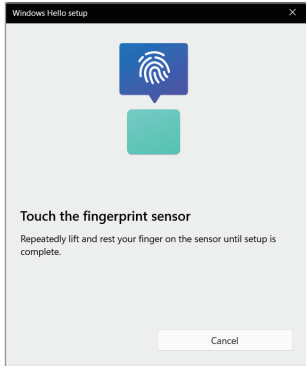 Windows Hello setup
Touch the fingerprint sensor
Repeatedly lift and rest your finger on the sensor until setup is
complete.
Cancel